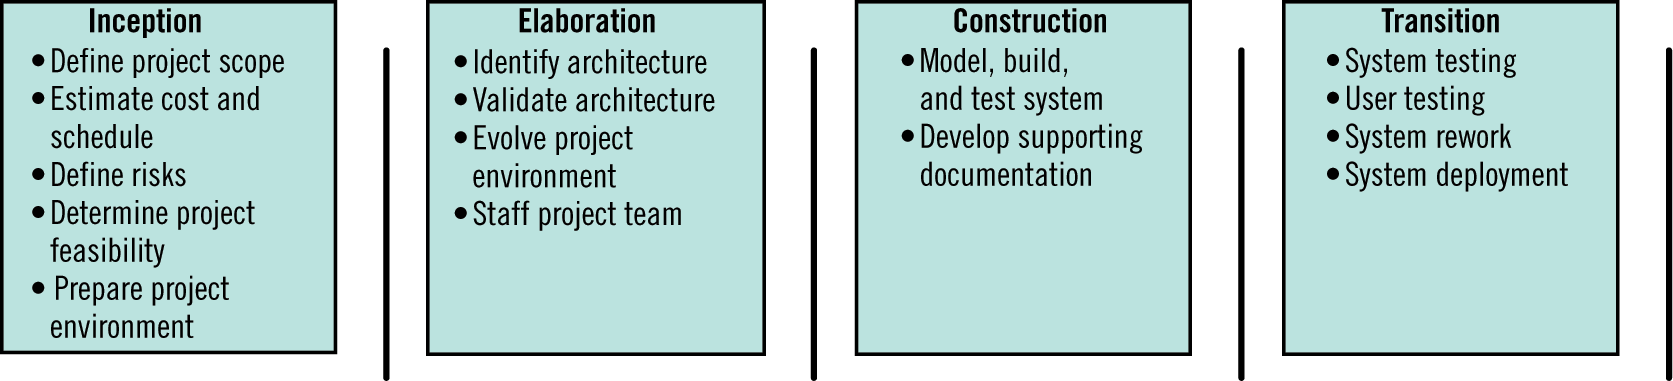 Inception
•Define project scope
•Estimate cost and
schedule
•Define risks
•Determine project
feasibility
• Prepare project
environment
Elaboration
•Identify architecture
•Validate architecture
•Evolve project
environment
•Staff project team
Construction
•Model, build,
and test system
•Develop supporting
documentation
Transition
•System testing
•User testing
•System rework
•System deployment